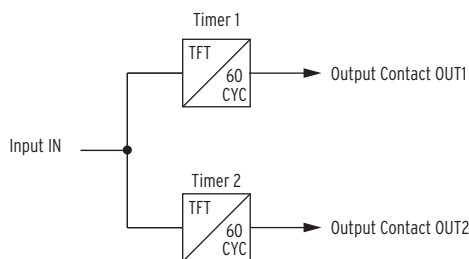 Timer 1
TFT
60
CYC
Output Contact OUT1
Input IN
Timer 2
TFT
60
CYC
Output Contact OUT2